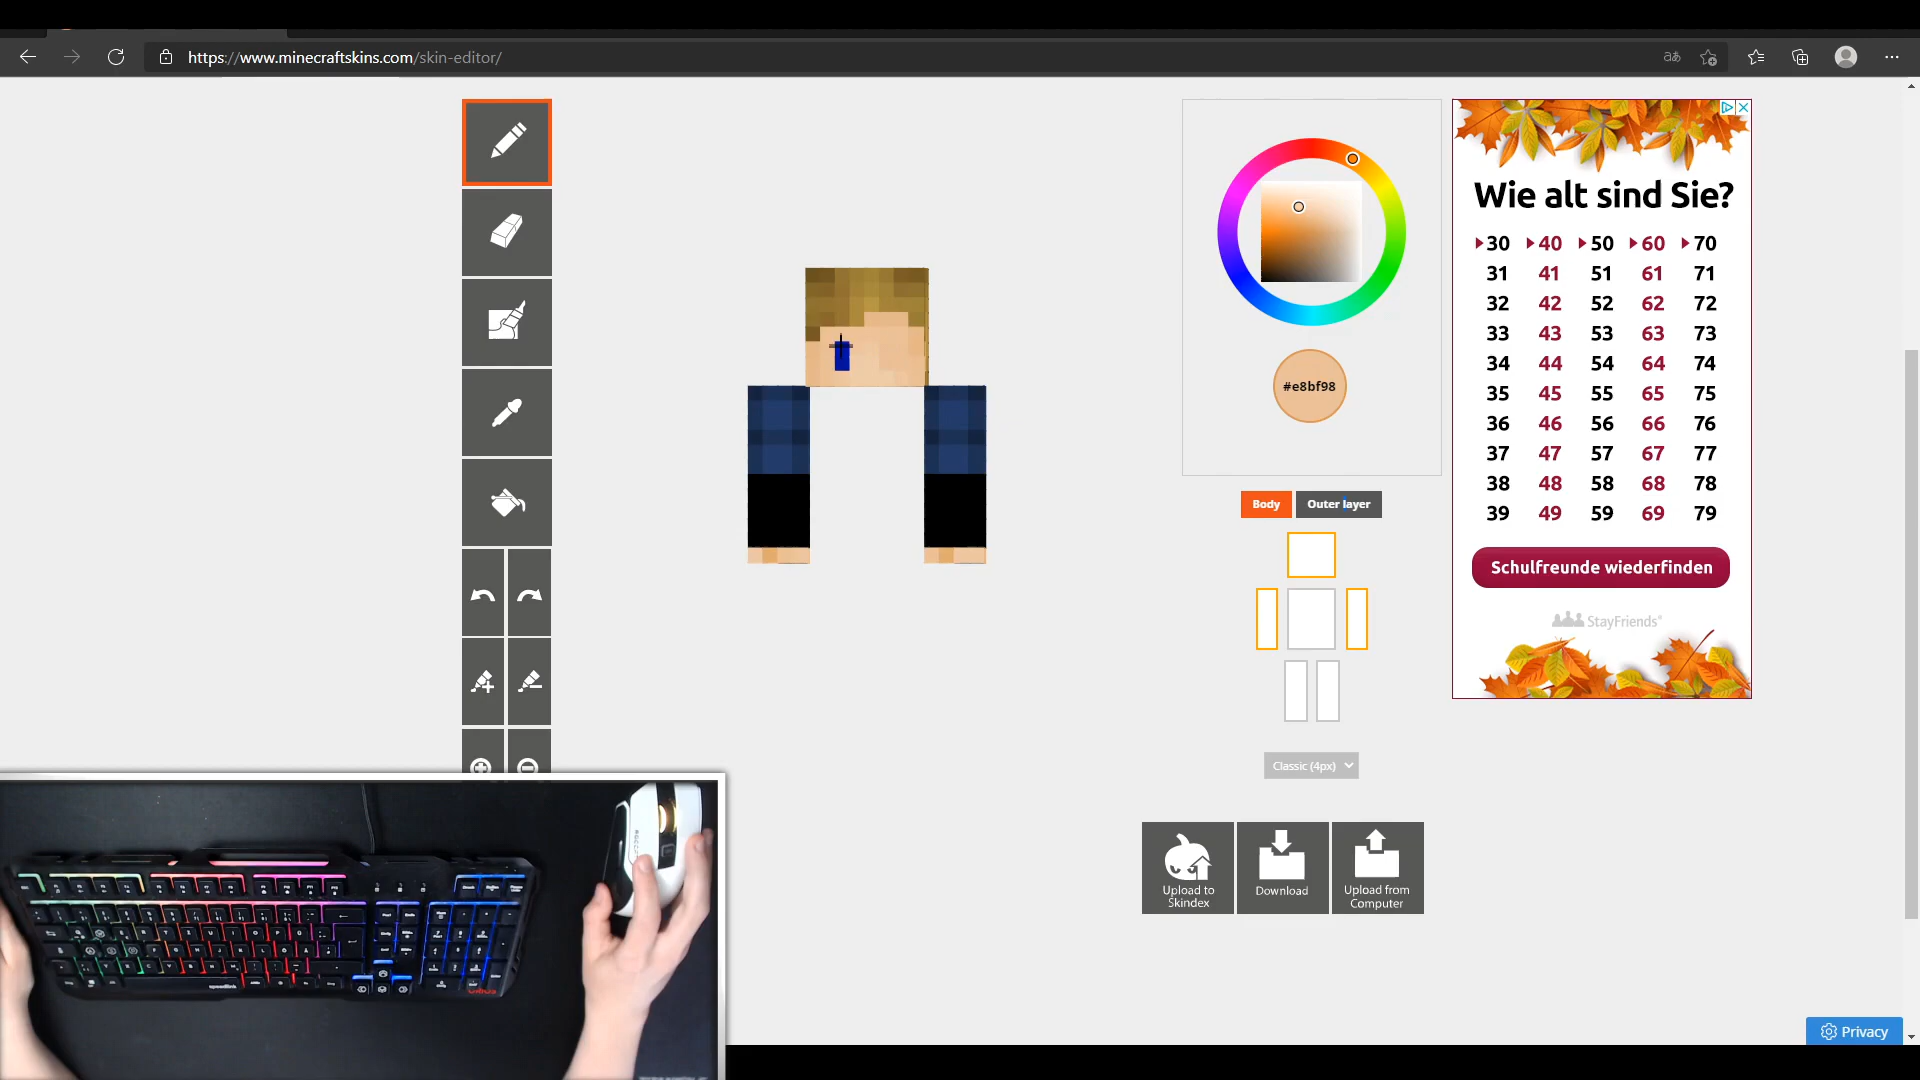 https://www.minecraftskins.com/skin-editor/
aあ
Wie alt sind Sie?
30 40 50 60 70
31 41 51 61 71
32 42 52 62 72
33 43 53 63 73
34 44 54 64 74
35 45 55 65 75
36 46 56 66 76
37 47 57 67 77
38 48 58 68 78
39 49 59 69 79
Schulfreunde wiederfinden
StayFriends
#e8bf98
Body Outer layer
Classic (4px)
Upload to Skindex
Download
Upload from Computer
Privacy
speedlink